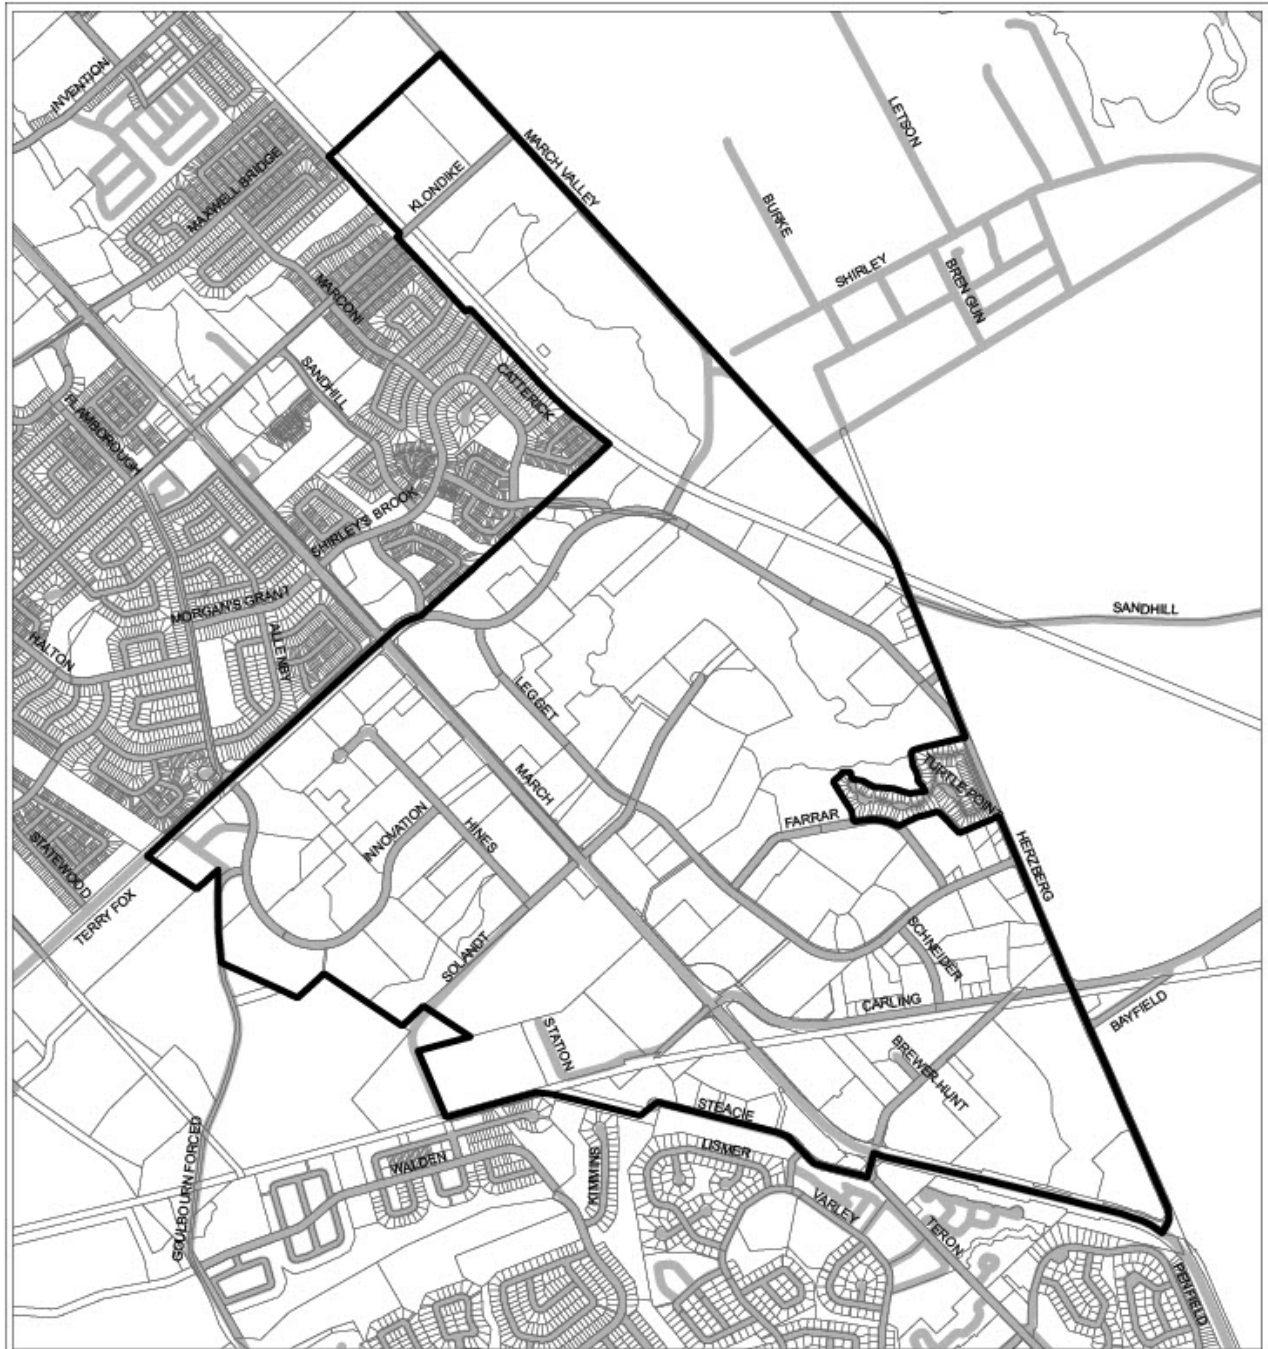 INVENTION
LETSON
MARCH VALLEY
MAXWELL BRIDGE
KLONDIKE
BURKE
SHIRLEY
BREN GUN
MARCONI
SANDHILL
CATTERICK
FLAMBOROUGH
SHIRLEY'S BROOK
MORGAN'S GRANT
SANDHILL
HALTON
ALLENBY
LEGGET
MARCH
TURTLE POINT
STATEWOOD
INNOVATION
HINES
FARRAR
HERZBERG
TERRY FOX
SOLANDT
SCHNEIDER
CARLING
BAYFIELD
STATION
BREWER HUNT
STEACIE
GOULBOURN FORCED
WALDEN
KIMMINS
LISMER
VARLEY
TERON
PENFIELD